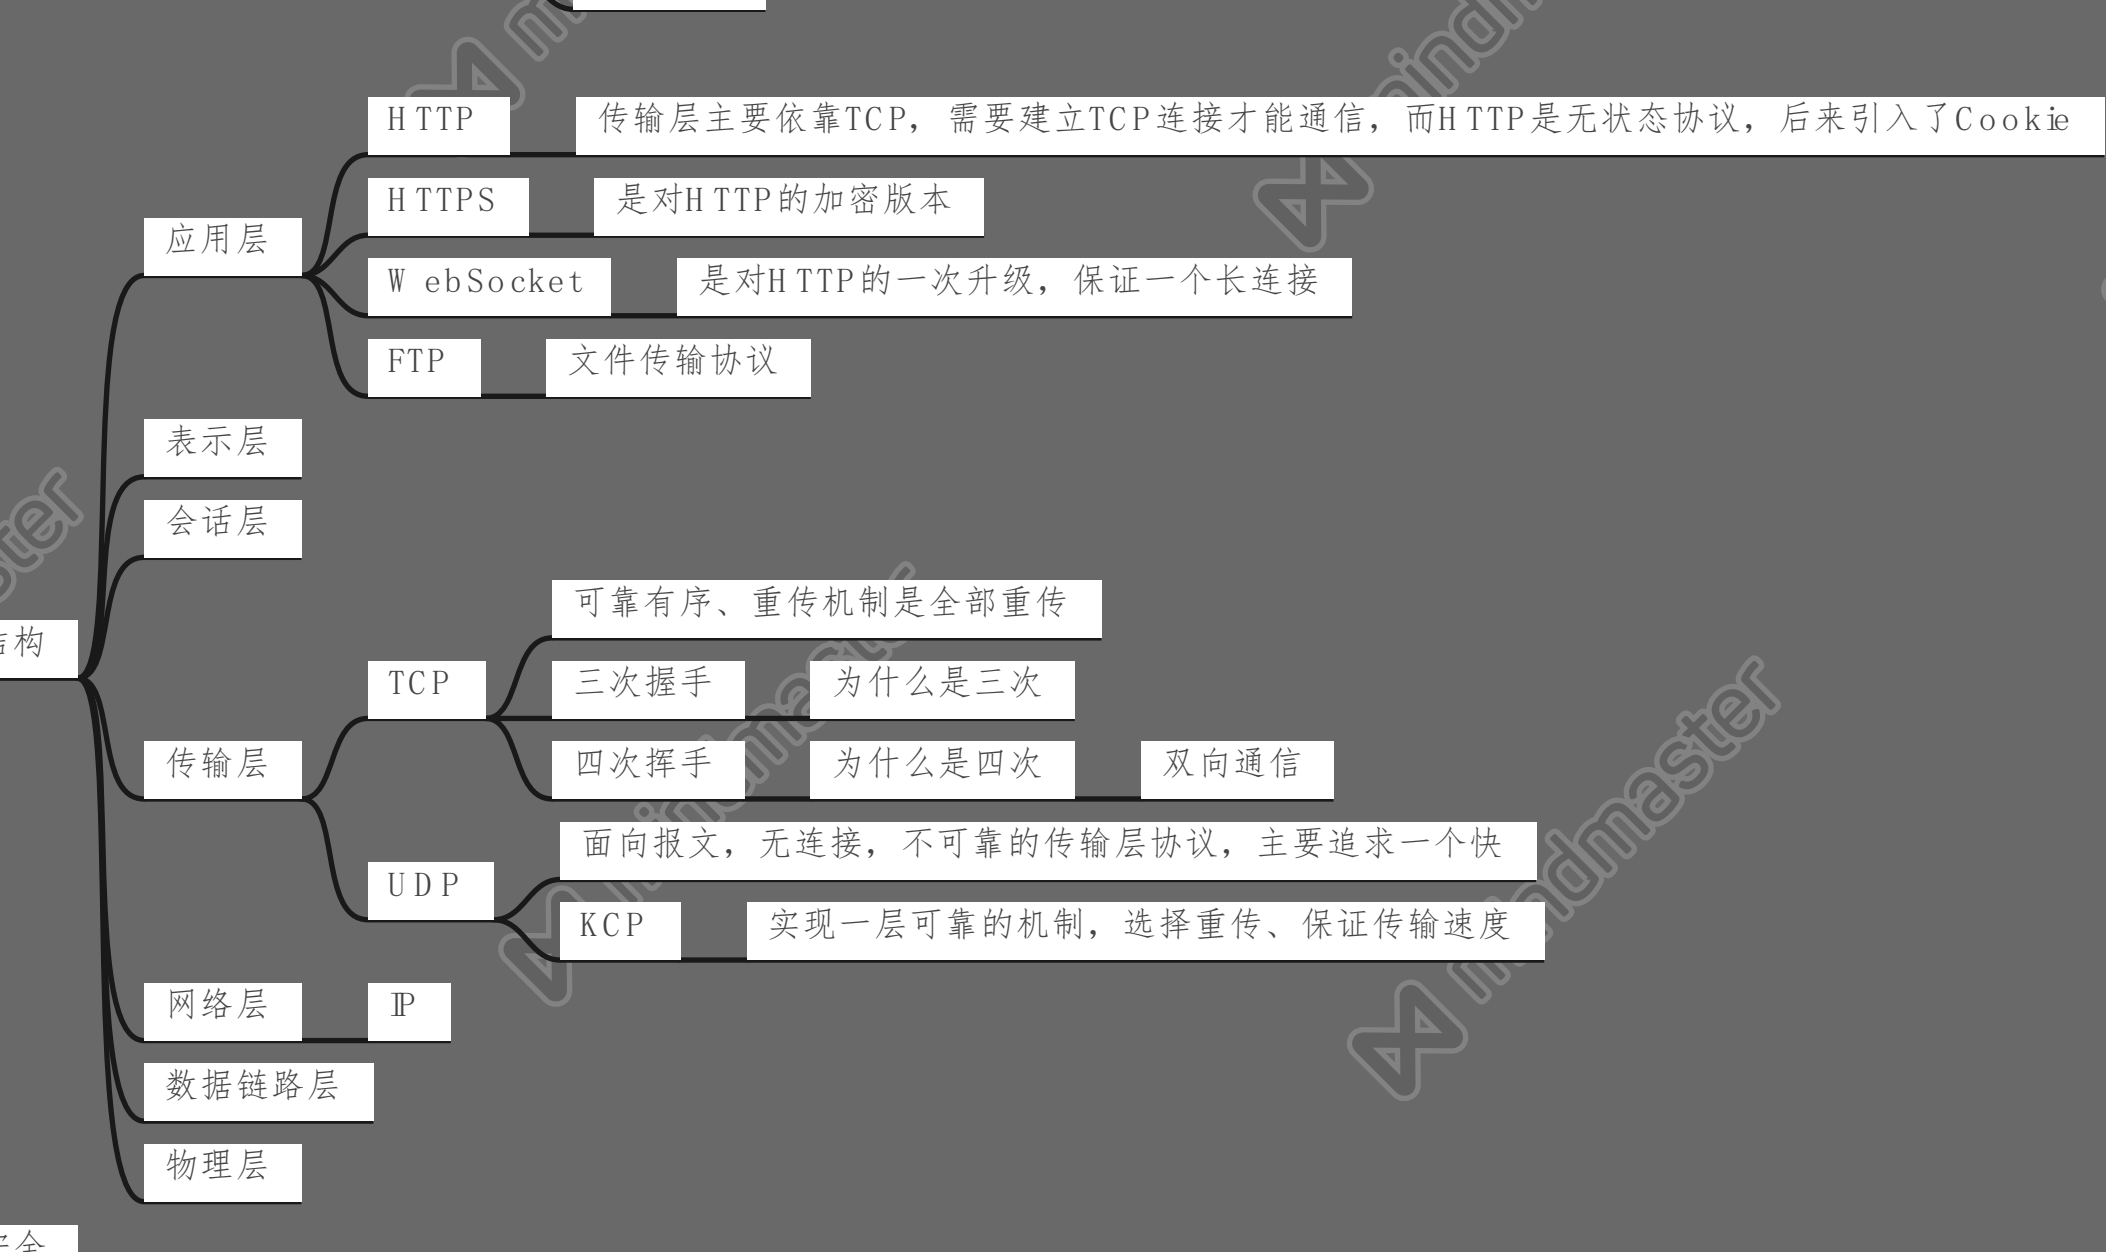 HTTP
传输层主要依靠TCP，需要建立TCP连接才能通信，而HTTP是无状态协议，后来引入了Cookie
HTTPS
是对HTTP的加密版本
应用层
WebSocket
是对HTTP的一次升级，保证一个长连接
FTP
文件传输协议
表示层
会话层
可靠有序、重传机制是全部重传
结构
TCP
三次握手
为什么是三次
传输层
四次挥手
为什么是四次
双向通信
面向报文，无连接，不可靠的传输层协议，主要追求一个快
UDP
KCP
实现一层可靠的机制，选择重传、保证传输速度
网络层
IP
数据链路层
物理层
mindmaster
mindmaster